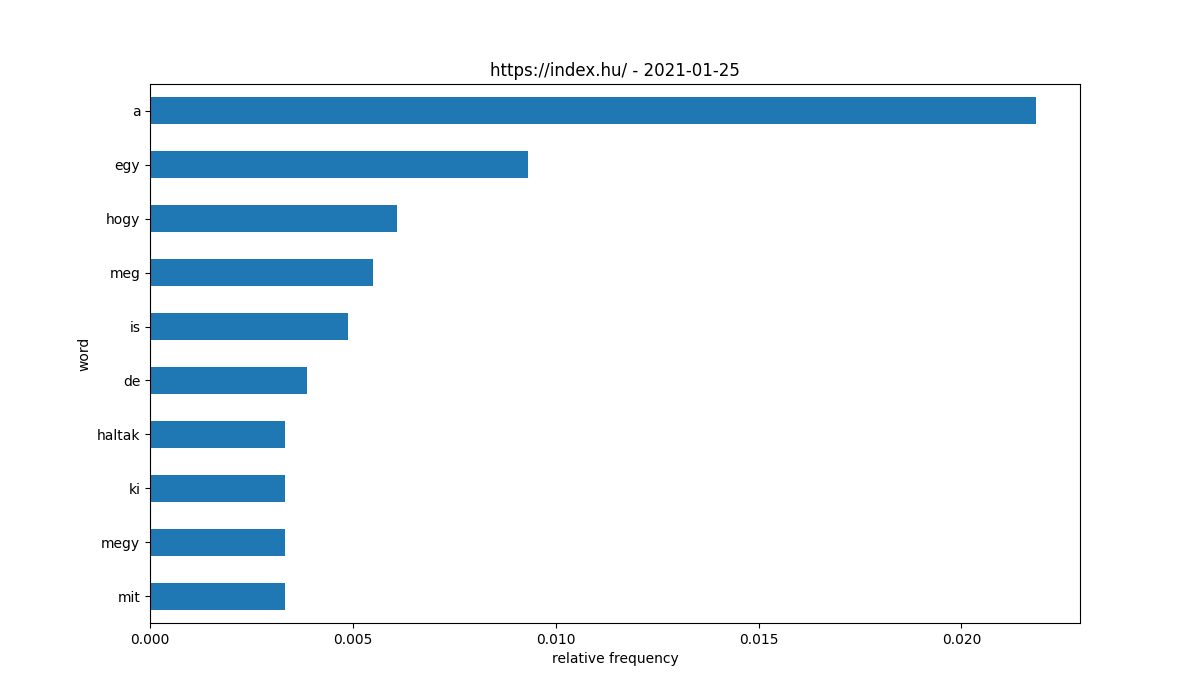 https://index.hu/ - 2021-01-25
a
egy
hogy
meg
is
de
haltak
ki
megy
mit
word
0.000 0.005 0.010 0.015 0.020
relative frequency